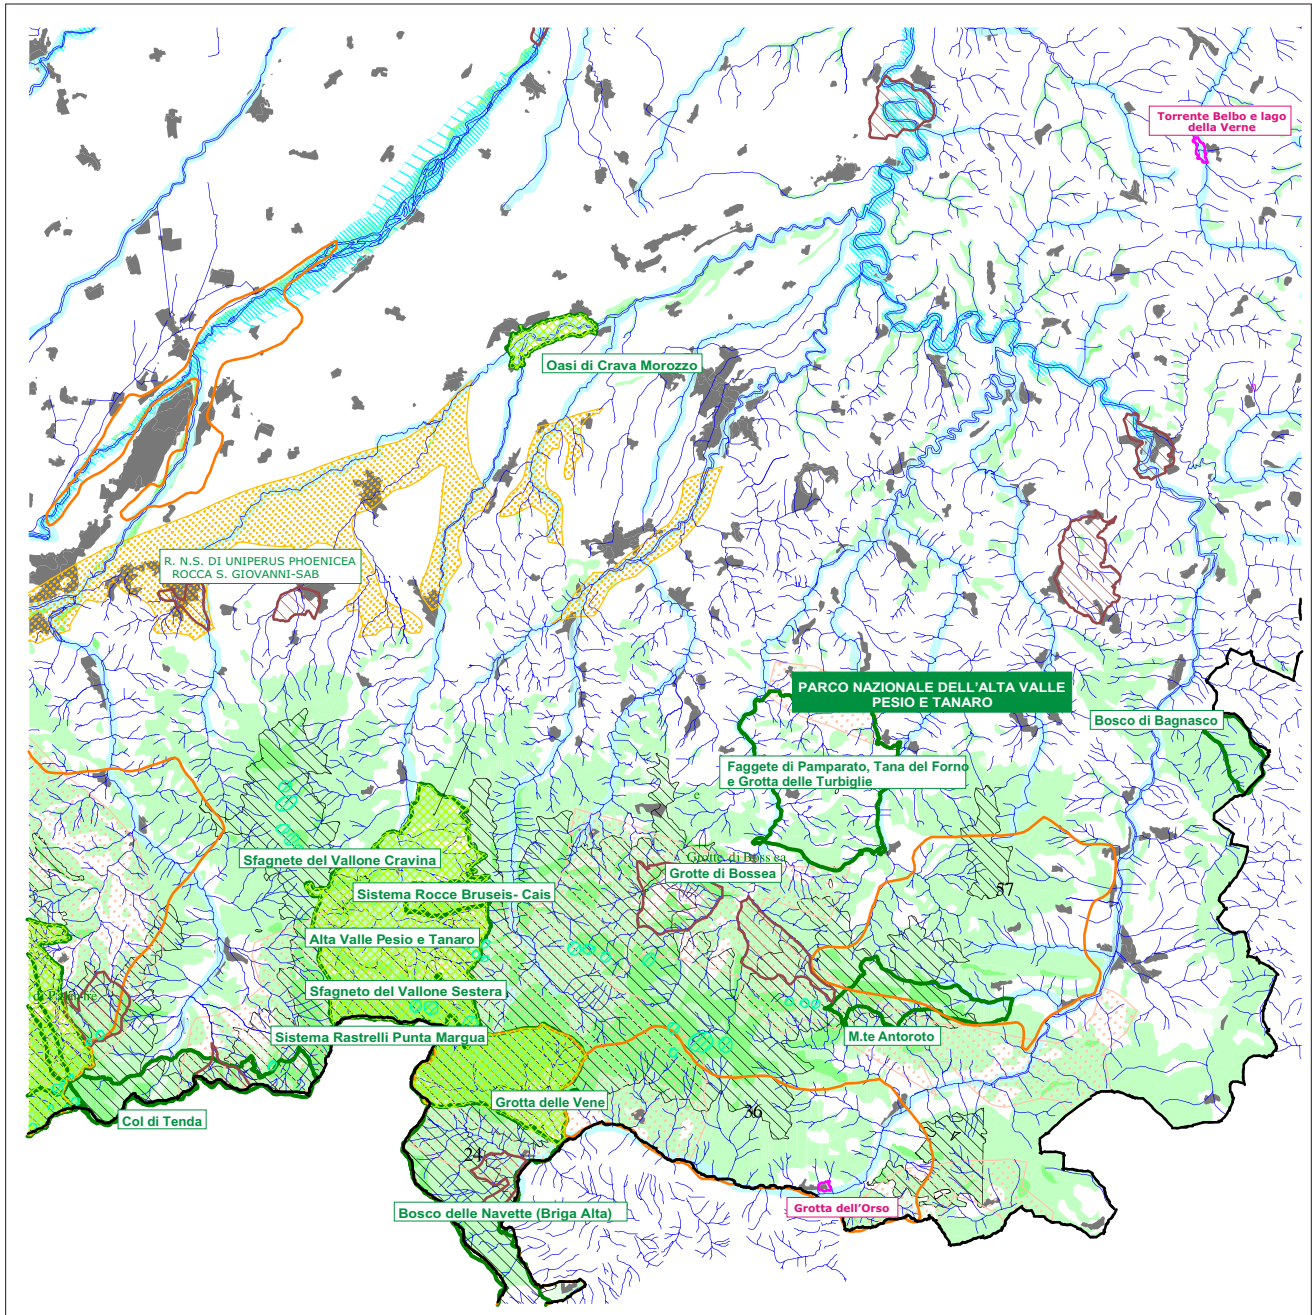 Torrente Belbo e lago
della Verne
Oasi di Crava Morozzo
R. N.S. DI UNIPERUS PHOENICEA
ROCCA S. GIOVANNI-SAB
PARCO NAZIONALE DELL'ALTA VALLE
PESIO E TANARO
Bosco di Bagnasco
Faggete di Pamparato, Tana del Forno
e Grotta delle Turbiglie
Grotte di Bossea
Grotte di Bossea
Sfagnete del Vallone Cravina
Sistema Rocce Bruseis- Cais
57
Alta Valle Pesio e Tanaro
Sfagneto del Vallone Sestera
Sistema Rastrelli Punta Margua
M.te Antoroto
Grotta delle Vene
Col di Tenda
36
24
Bosco delle Navette (Briga Alta)
Grotta dell'Orso